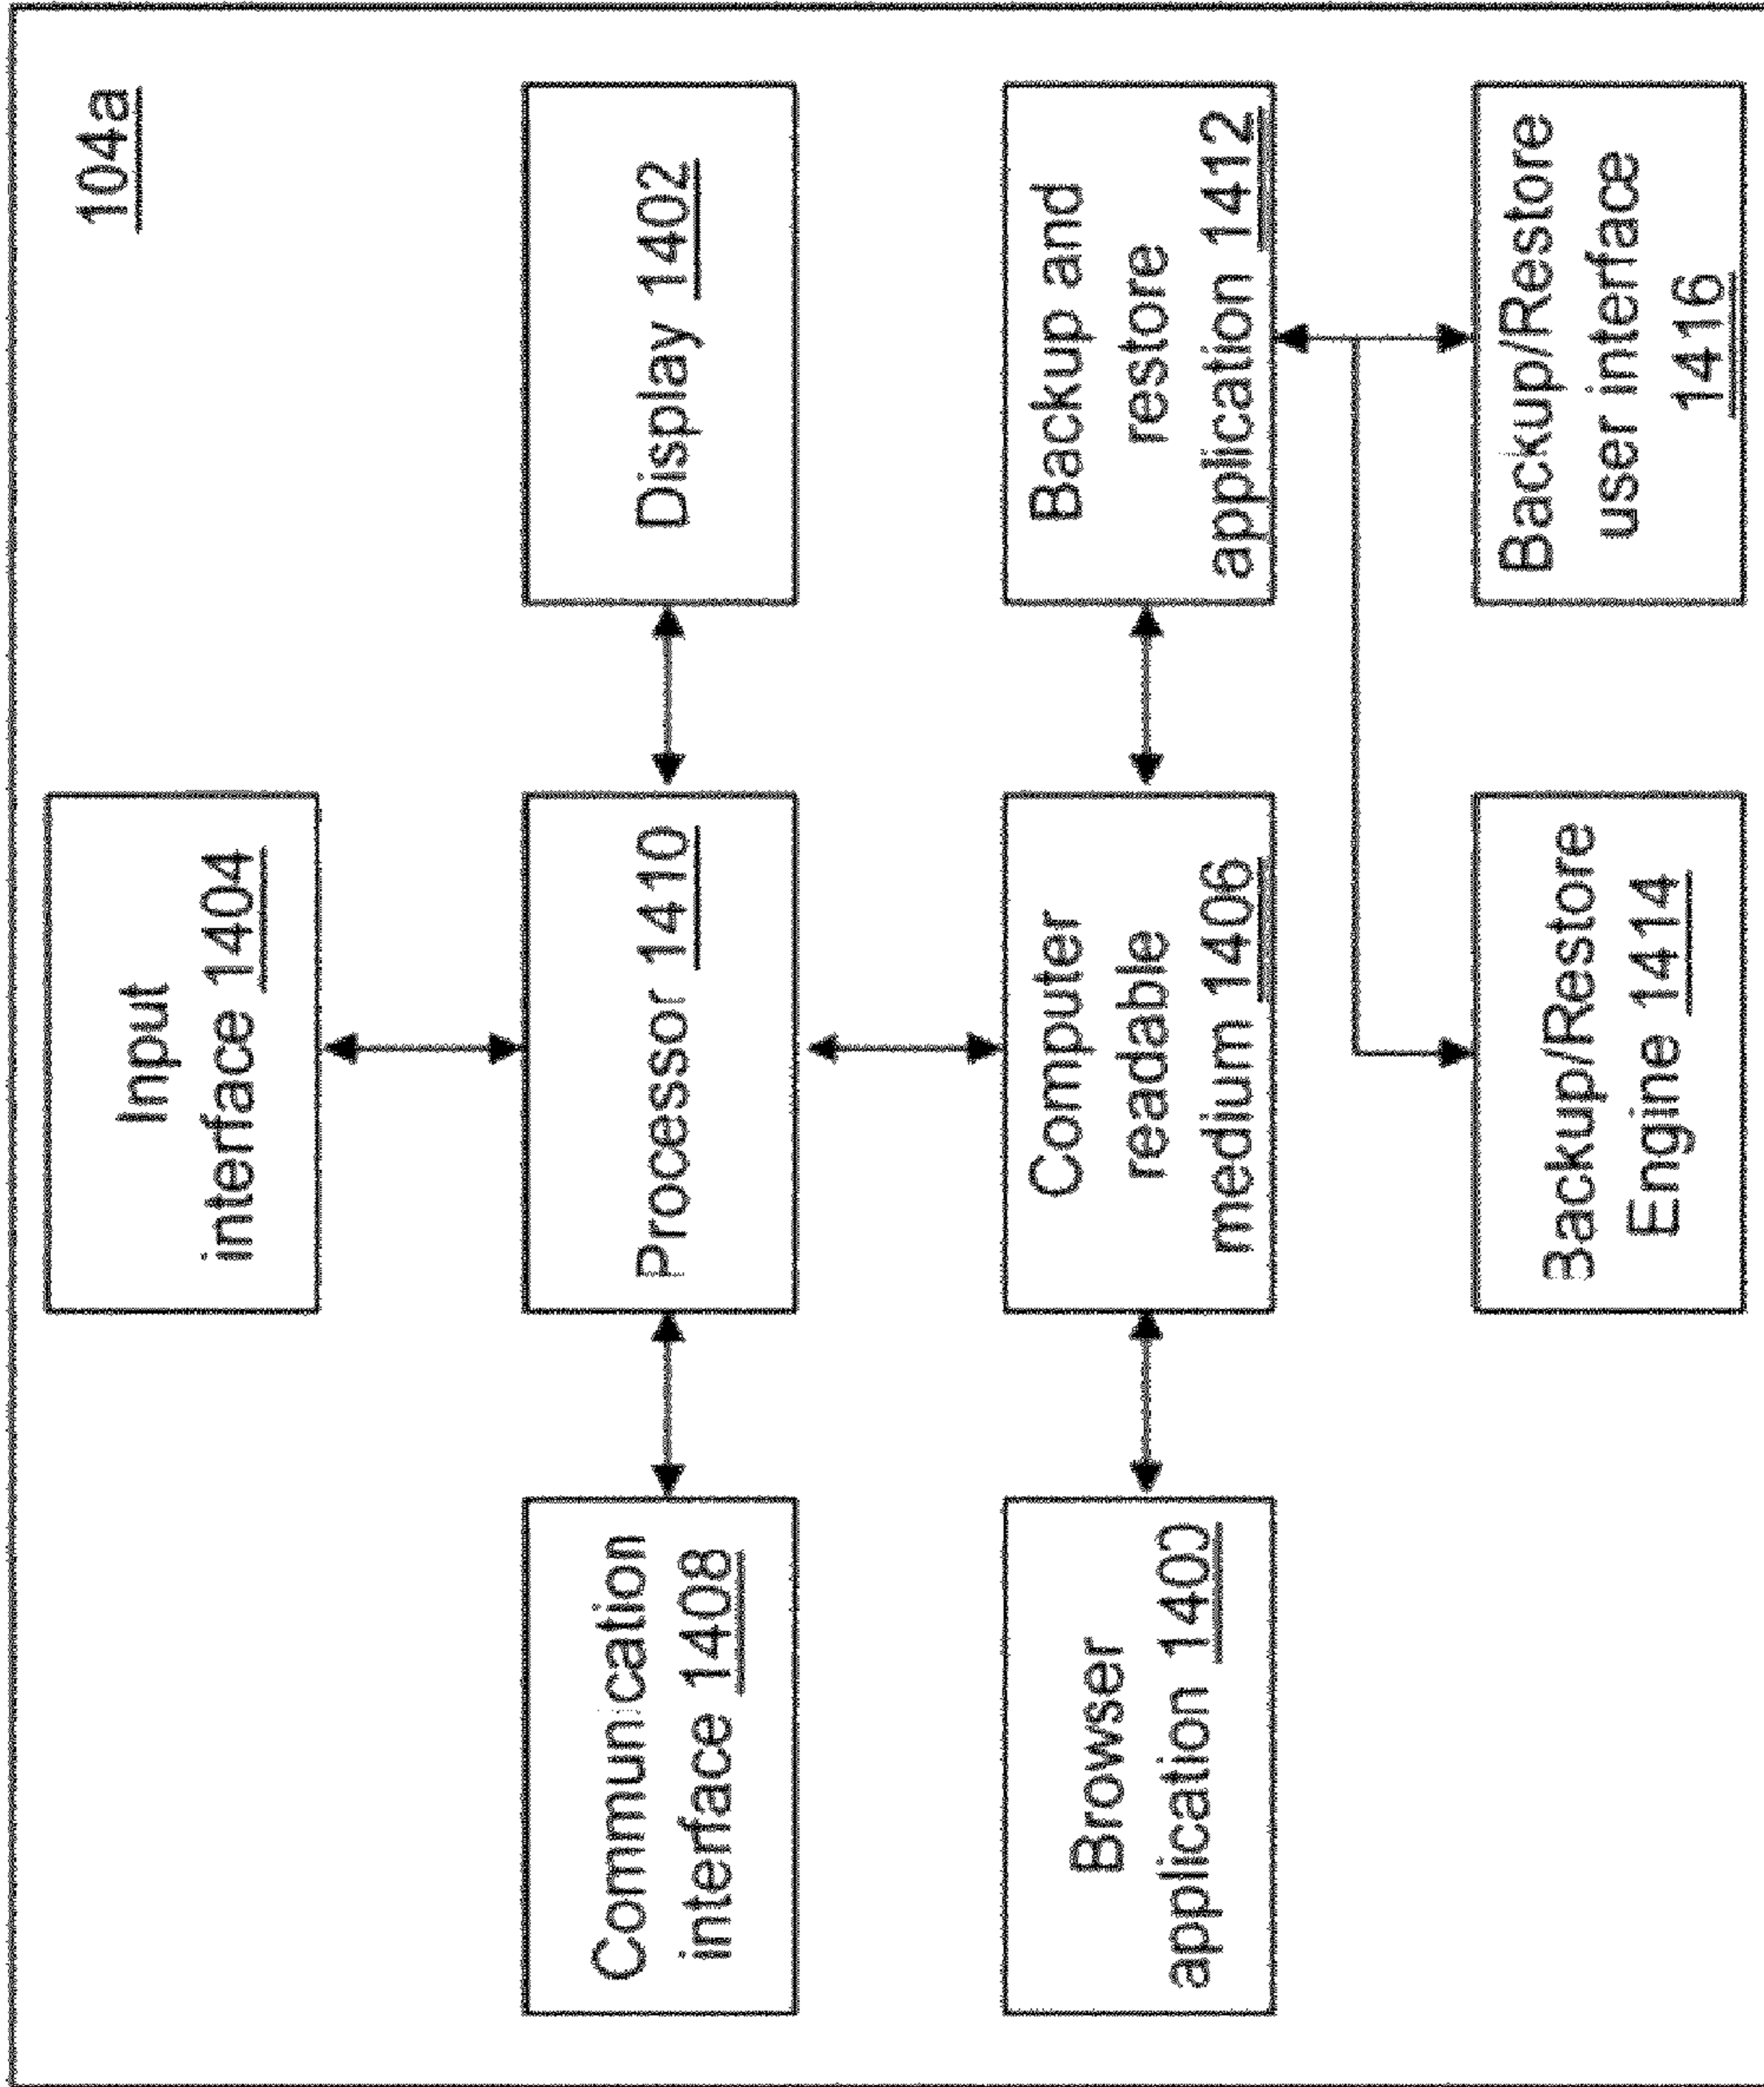 104a
Input
interface 1404
Communication
interface 1408
Processor 1410
Display 1402
Browser
application 1400
Computer
readable
medium 1406
Backup and
restore
application 1412
Backup/Restore
Engine 1414
Backup/Restore
user interface
1416